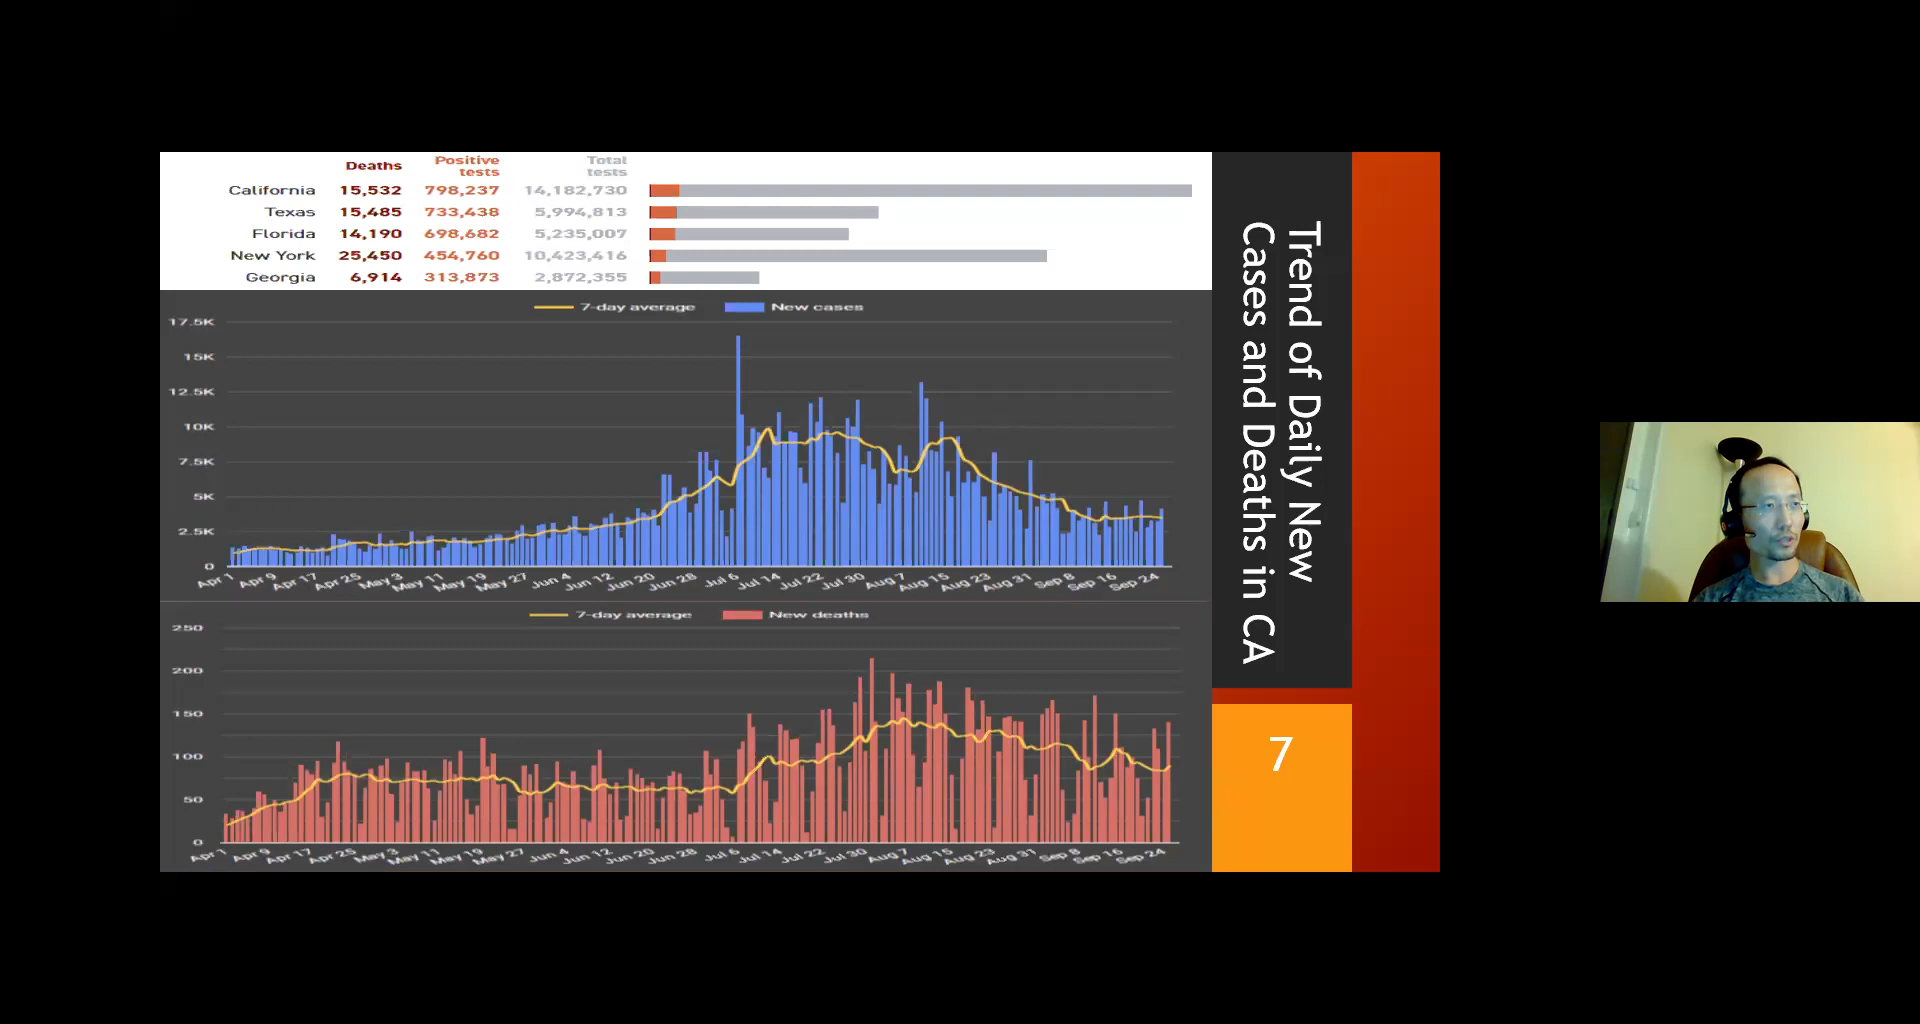 Deaths Positive tests Total tests
California 15,532 798,237 14,182,730
Texas 15,485 733,438 5,994,813
Florida 14,190 698,682 5,235,007
New York 25,450 454,760 10,423,416
Georgia 6,914 313,873 2,872,355
7-day average New cases
17.5K
15K
12.5K
10K
7.5K
5K
2.5K
0
Apr 1 Apr 9 Apr 17 Apr 25 May 3 May 11 May 19 May 27 Jun 4 Jun 12 Jun 20 Jun 28 Jul 6 Jul 14 Jul 22 Jul 30 Aug 7 Aug 15 Aug 23 Aug 31 Sep 8 Sep 16 Sep 24
7-day average New deaths
250
200
150
100
50
0
Apr 1 Apr 9 Apr 17 Apr 25 May 3 May 11 May 19 May 27 Jun 4 Jun 12 Jun 20 Jun 28 Jul 6 Jul 14 Jul 22 Jul 30 Aug 7 Aug 15 Aug 23 Aug 31 Sep 8 Sep 16 Sep 24
Trend of Daily New
Cases and Deaths in CA
7